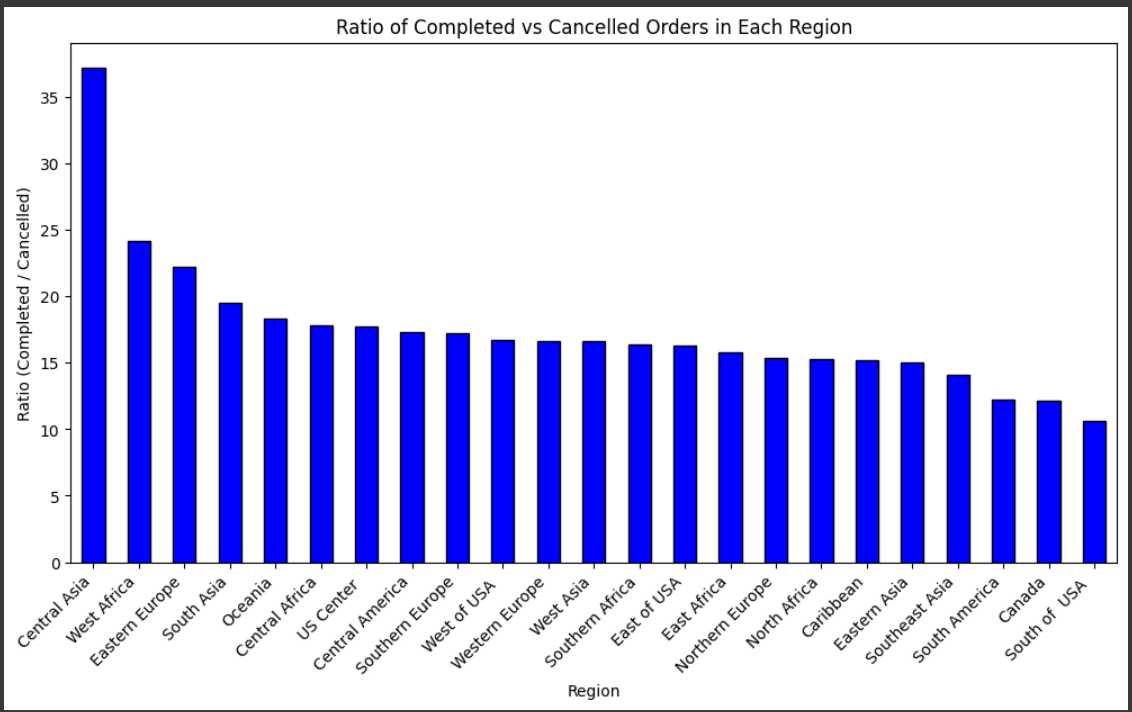 Ratio of Completed vs Cancelled Orders in Each Region
Ratio (Completed / Cancelled)
35
30
25
20
15
10
5
0
Central Asia
West Africa
Eastern Europe
South Asia
Oceania
Central Africa
US Center
Central America
Southern Europe
West of USA
Western Europe
West Asia
Southern Africa
East of USA
East Africa
Northern Europe
North Africa
Caribbean
Eastern Asia
Southeast Asia
South America
Canada
South of  USA
Region